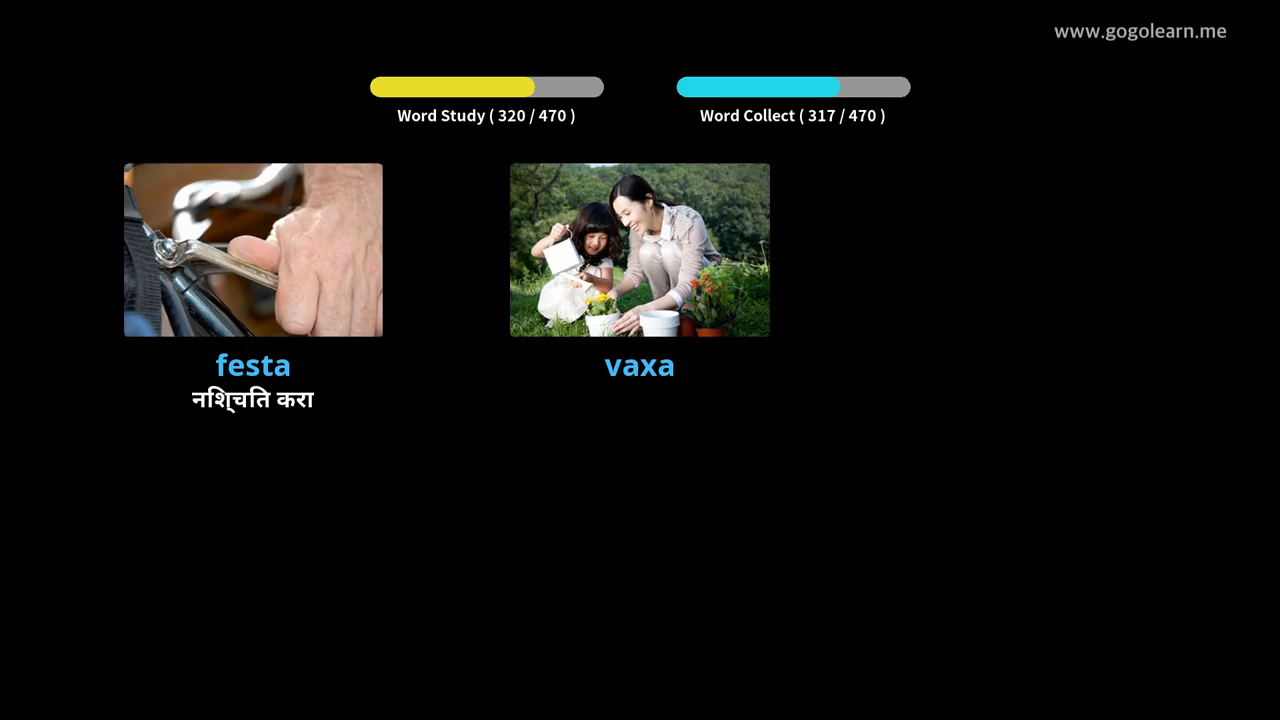 www.gogolearn.me
Word Study ( 320 / 470 )
Word Collect ( 317 / 470 )
festa
vaxa
नश्चिति करा